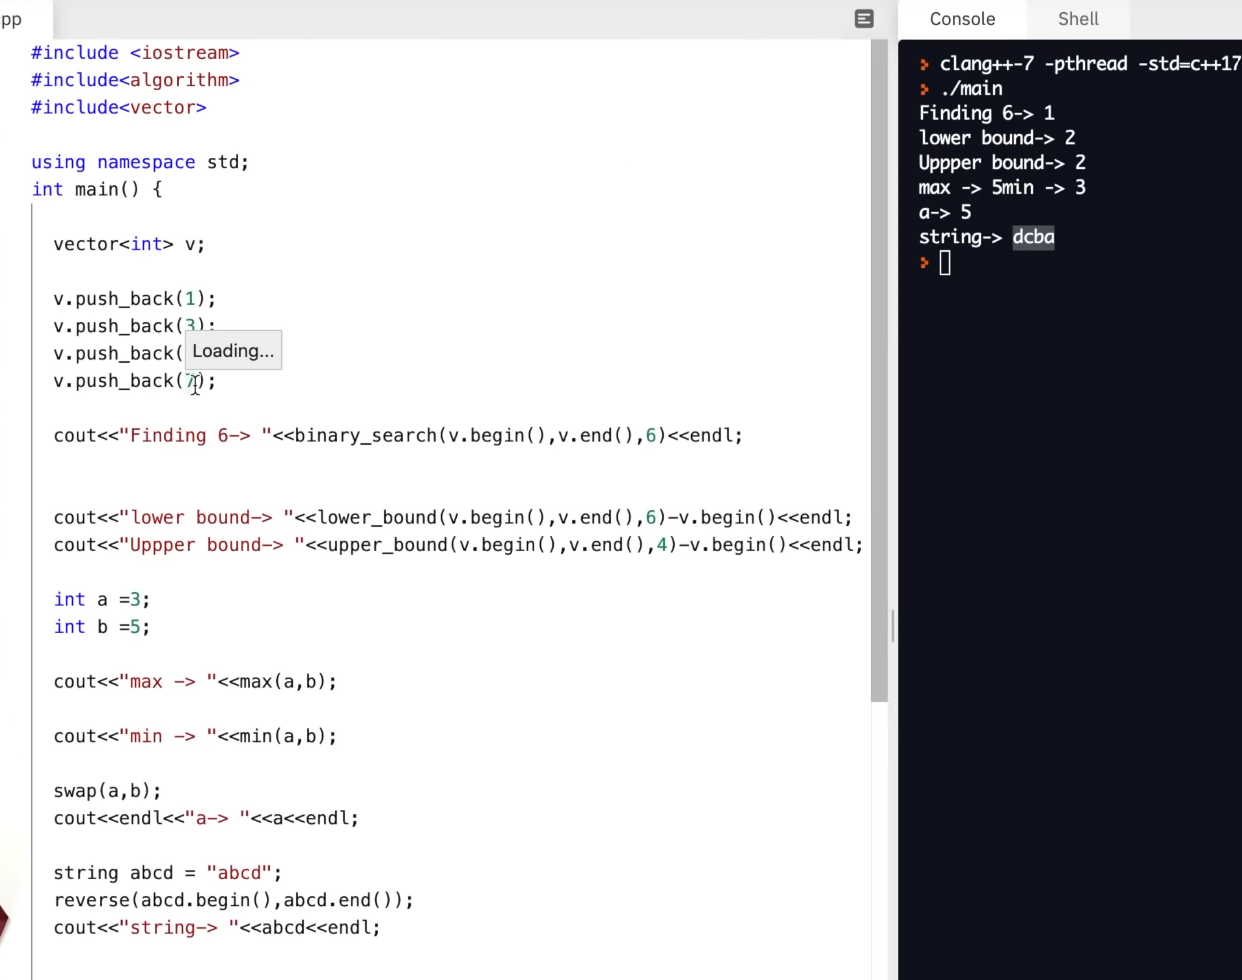 cpp
#include <iostream>
#include<algorithm>
#include<vector>
using namespace std;
int main() {
vector<int> v;
v.push_back(1);
v.push_back(3);
v.push_back(
Loading...
v.push_back(7);
cout<<"Finding 6-> "<<binary_search(v.begin(),v.end(),6)<<endl;
cout<<"lower bound-> "<<lower_bound(v.begin(),v.end(),6)-v.begin()<<endl;
cout<<"Uppper bound-> "<<upper_bound(v.begin(),v.end(),4)-v.begin()<<endl;
int a =3;
int b =5;
cout<<"max -> "<<max(a,b);
cout<<"min -> "<<min(a,b);
swap(a,b);
cout<<endl<<"a-> "<<a<<endl;
string abcd = "abcd";
reverse(abcd.begin(),abcd.end());
cout<<"string-> "<<abcd<<endl;
Console Shell
clang++-7 -pthread -std=c++17
./main
Finding 6-> 1
lower bound-> 2
Uppper bound-> 2
max -> 5min -> 3
a-> 5
string-> dcba